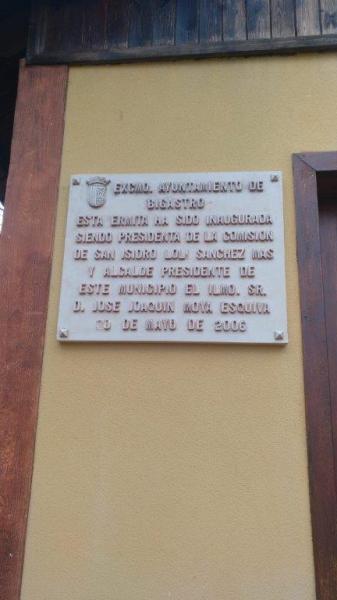 EXCMO. AYUNTAMIENTO DE
BIGASTRO
ESTA ERMITA HA SIDO INAUGURADA
SIENDO PRESIDENTA DE LA COMISION
DE SAN ISIDRO LOLI SANCHEZ MAS
Y ALCALDE PRESIDENTE DE
ESTE MUNICIPIO EL ILMO. SR.
D. JOSE JOAQUIN MOYA ESQUIVA
DE MAYO DE 2006